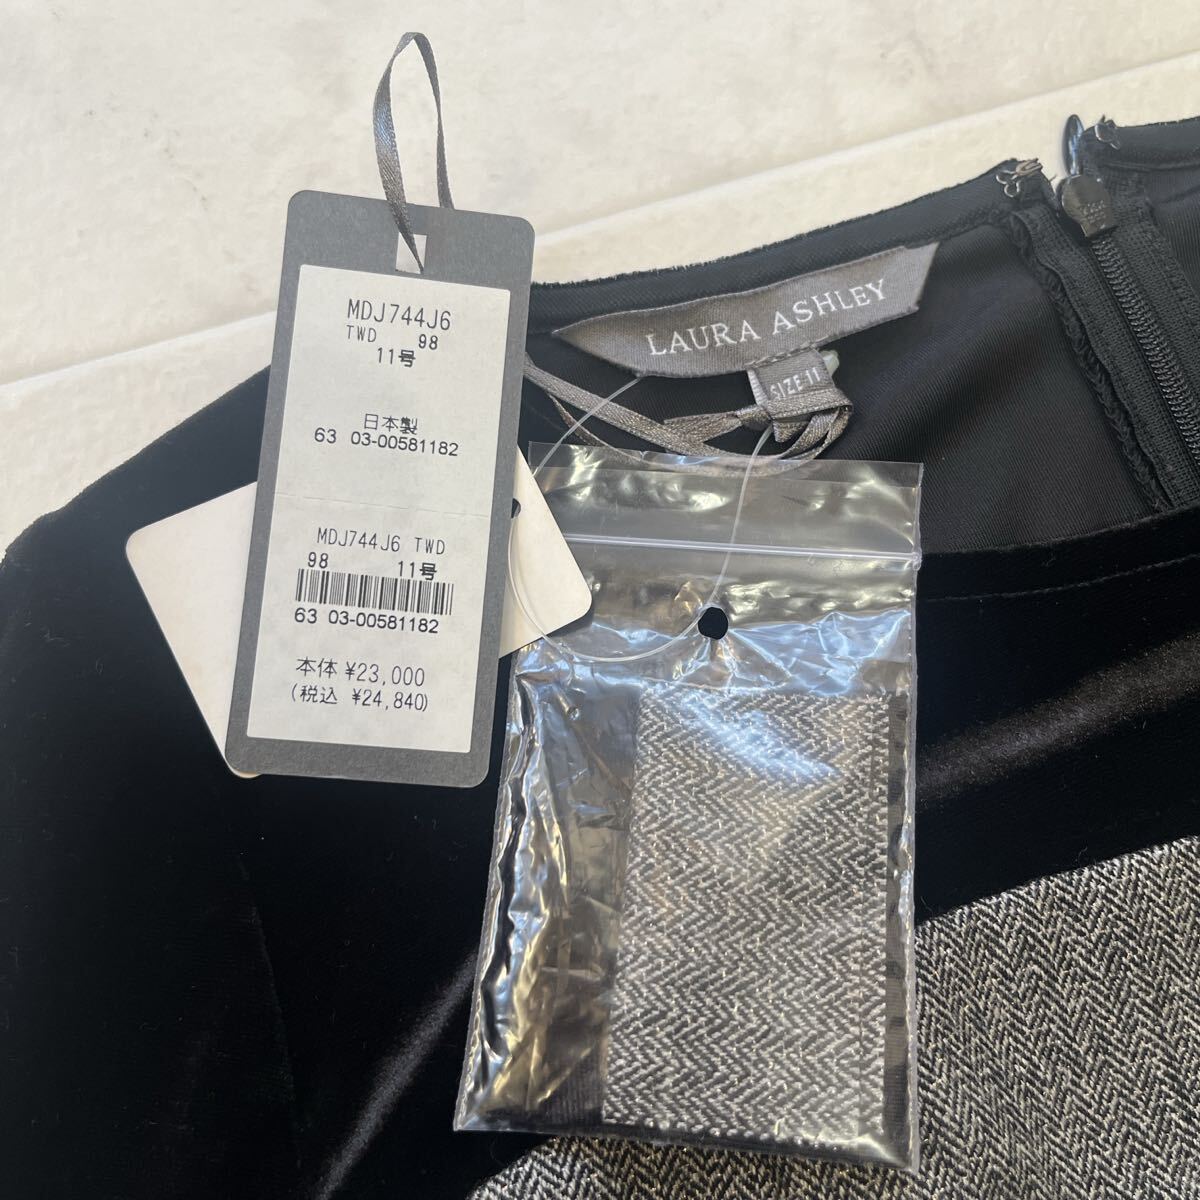 MDJ744J6
TWD 98
11号
日本製
63 03-00581182
MDJ744J6 TWD
98 11号
63 03-00581182
本体 ¥23,000
(税込 ¥24,840)
LAURA ASHLEY
SIZE 11